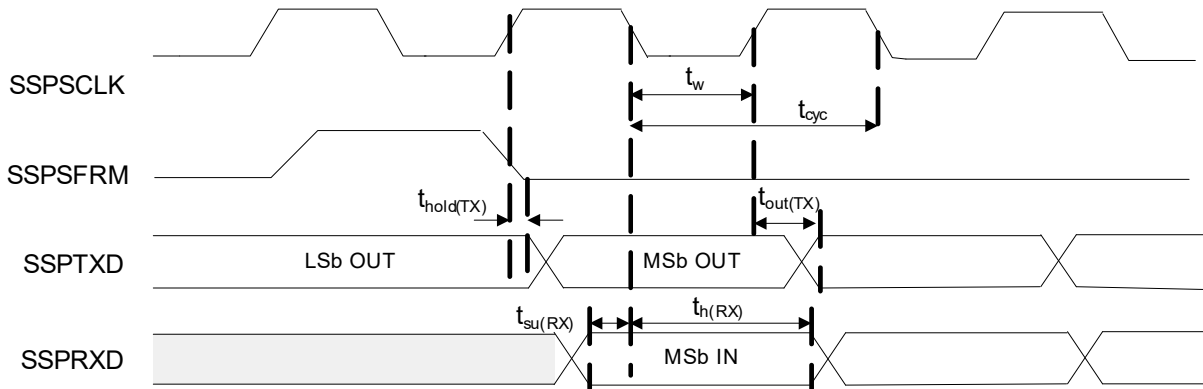 SSPSCLK
t_w
t_cyc
SSPSFRM
t_hold(TX)
t_out(TX)
SSPTXD
LSb OUT
MSb OUT
t_su(RX)
t_h(RX)
SSPRXD
MSb IN